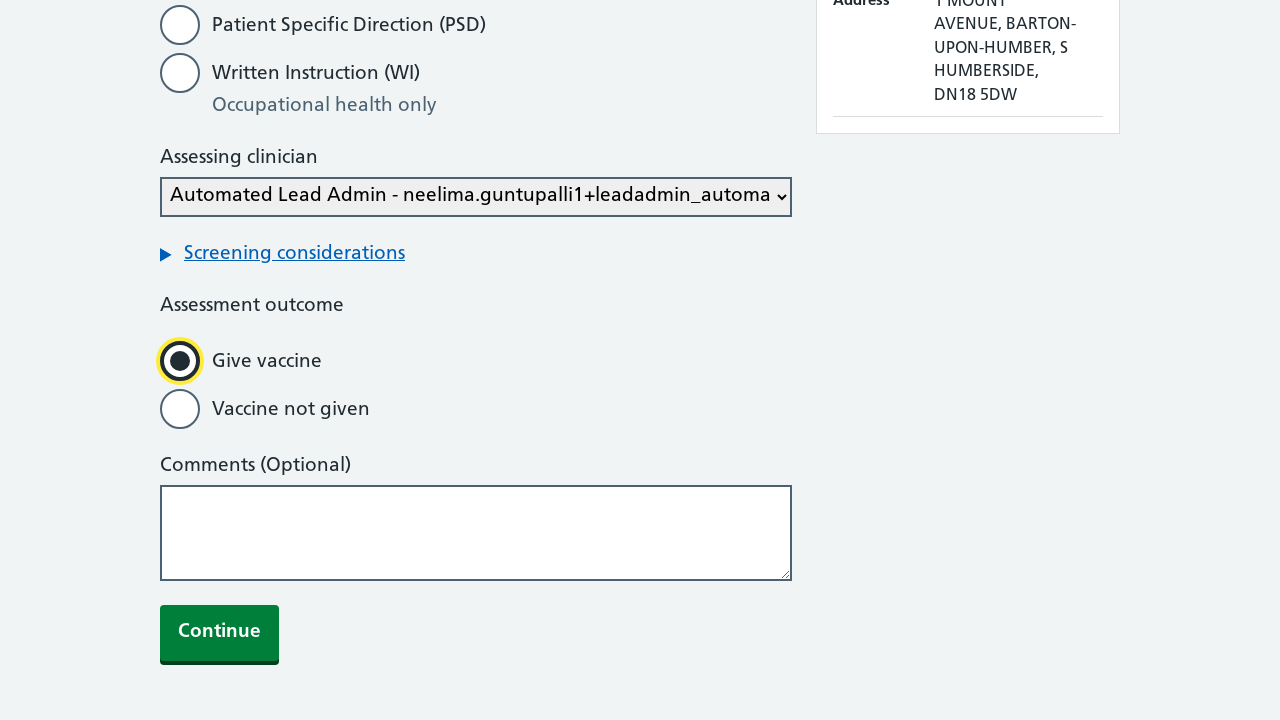 Patient Specific Direction (PSD)
Written Instruction (WI)
Occupational health only
Assessing clinician
Automated Lead Admin - neelima.guntupalli1+leadadmin_automa
Screening considerations
Assessment outcome
Give vaccine
Vaccine not given
Comments (Optional)
Continue
Address
1 MOUNT
AVENUE, BARTON-
UPON-HUMBER, S
HUMBERSIDE,
DN18 5DW